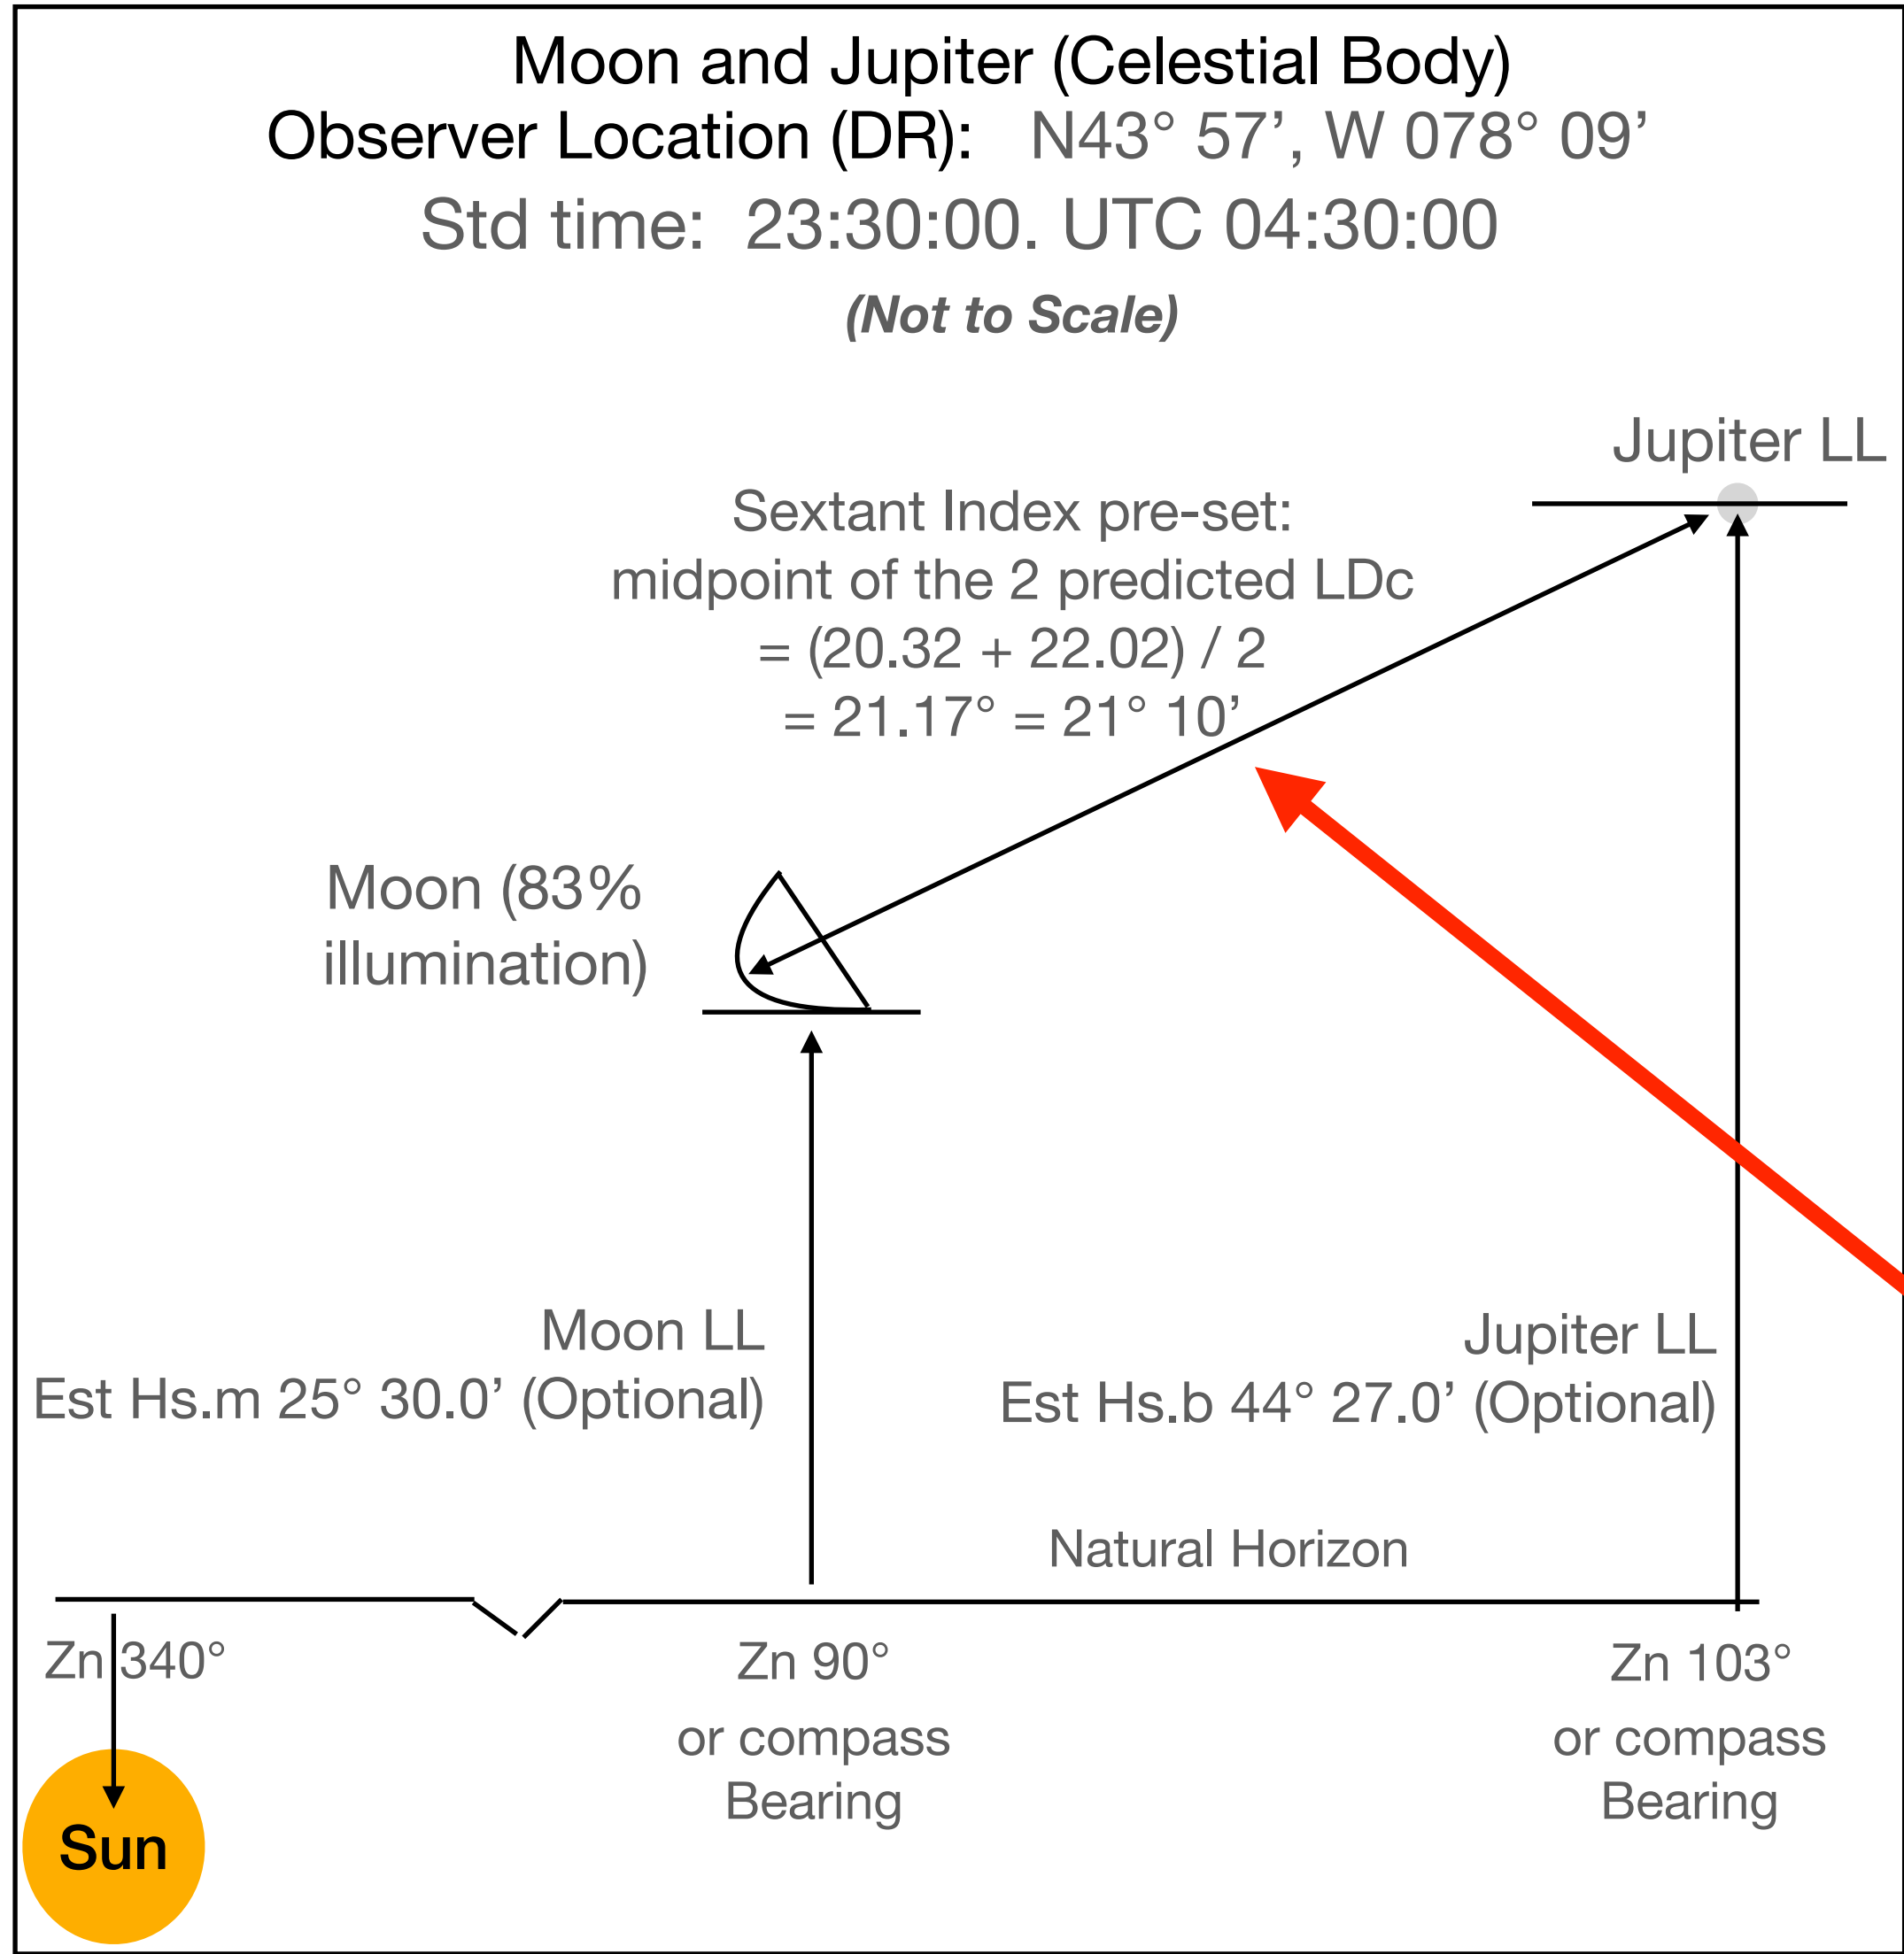 Moon and Jupiter (Celestial Body)
Observer Location (DR): N43° 57’, W 078° 09’
Std time: 23:30:00. UTC 04:30:00
(Not to Scale)
Jupiter LL
Sextant Index pre-set:
midpoint of the 2 predicted LDc
= (20.32 + 22.02) / 2
= 21.17° = 21° 10’
Moon (83%
illumination)
Moon LL
Est Hs.m 25° 30.0’ (Optional)
Jupiter LL
Est Hs.b 44° 27.0’ (Optional)
Natural Horizon
Zn 340°
Zn 90°
or compass
Bearing
Zn 103°
or compass
Bearing
Sun